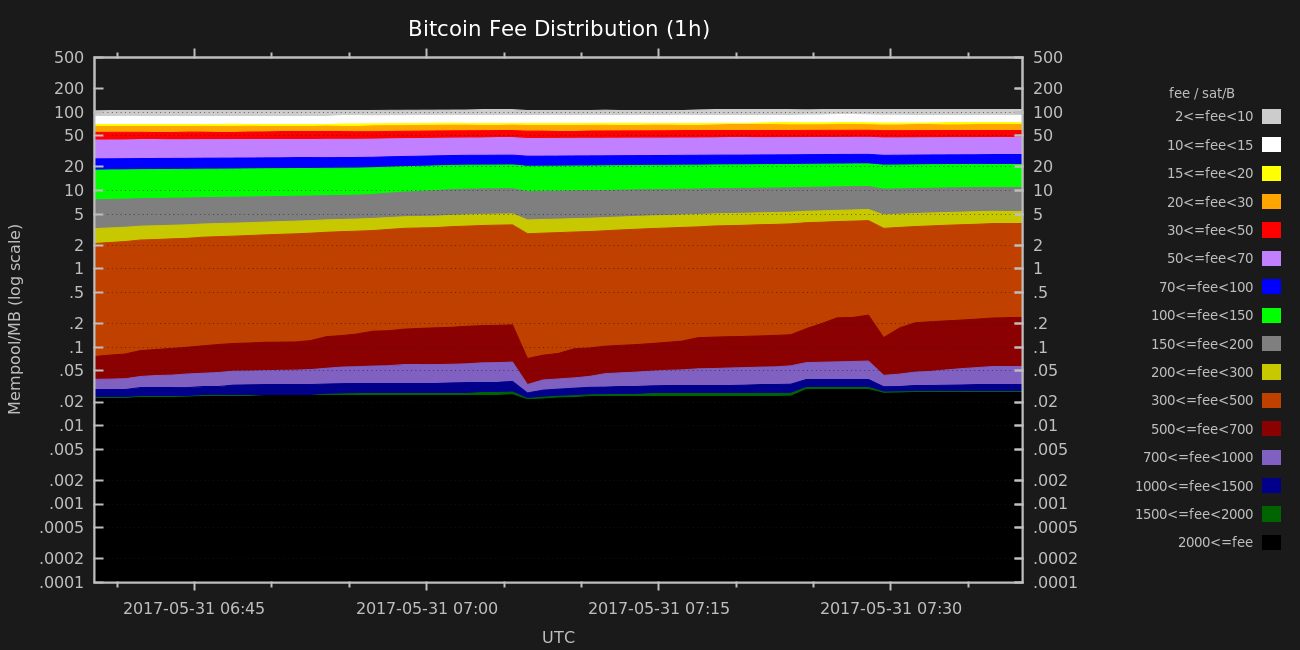 Bitcoin Fee Distribution (1h)
Mempool/MB (log scale)
500
200
100
50
20
10
5
2
1
.5
.2
.1
.05
.02
.01
.005
.002
.001
.0005
.0002
.0001
500
200
100
50
20
10
5
2
1
.5
.2
.1
.05
.02
.01
.005
.002
.001
.0005
.0002
.0001
2017-05-31 06:45
2017-05-31 07:00
2017-05-31 07:15
2017-05-31 07:30
UTC
fee / sat/B
2<=fee<10
10<=fee<15
15<=fee<20
20<=fee<30
30<=fee<50
50<=fee<70
70<=fee<100
100<=fee<150
150<=fee<200
200<=fee<300
300<=fee<500
500<=fee<700
700<=fee<1000
1000<=fee<1500
1500<=fee<2000
2000<=fee